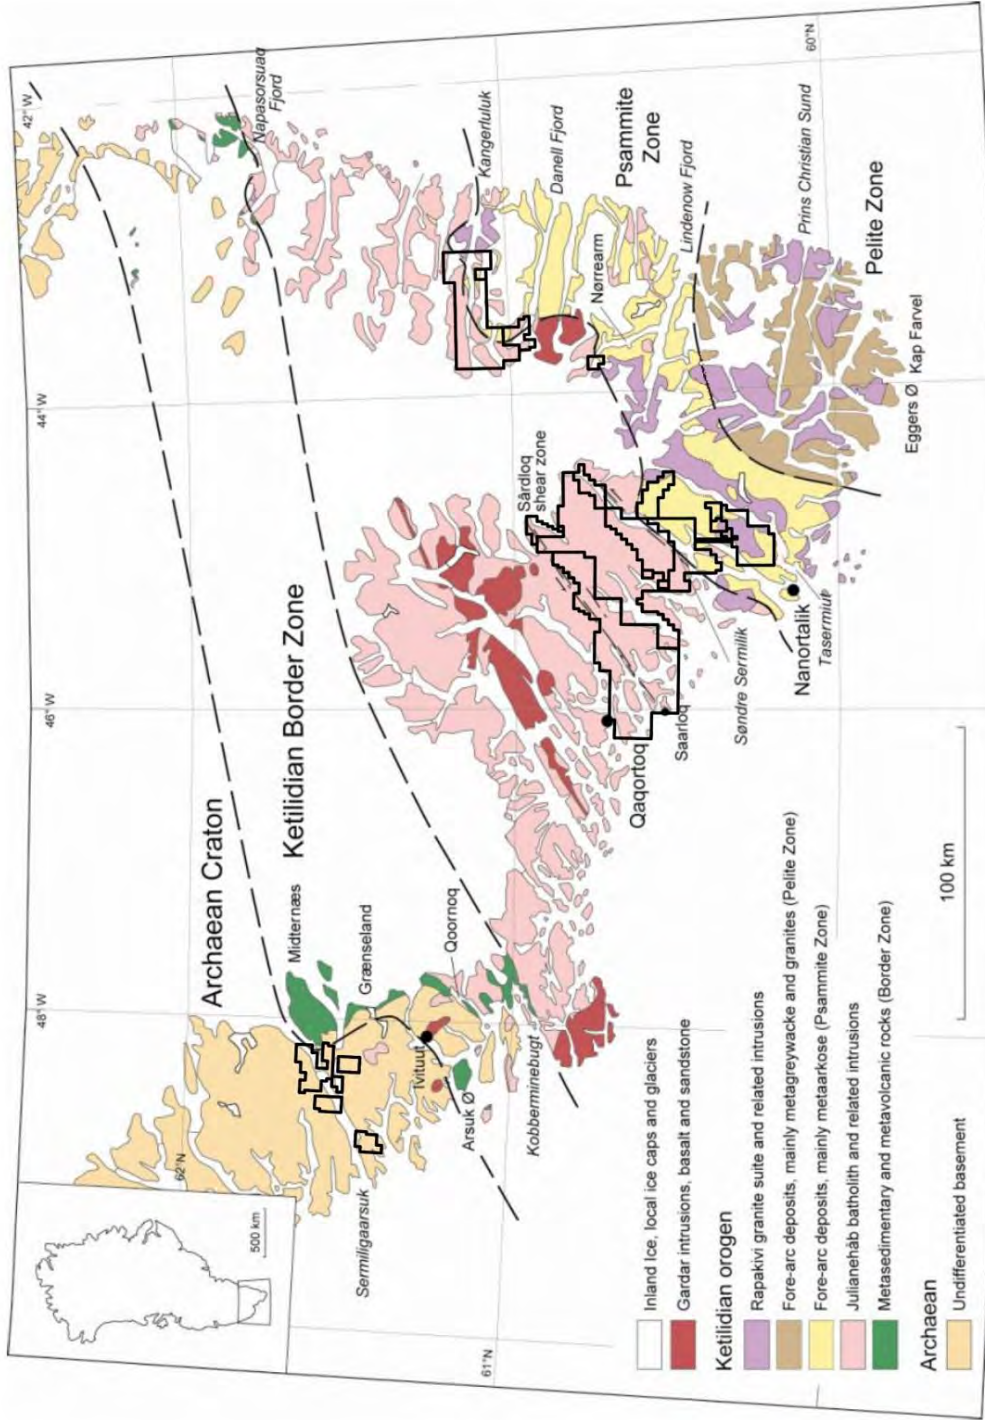 42° W
44° W
46° W
48° W
60°N
61°N
62°N
Napasorsuaq
Fjord
Kangerluluk
Danell Fjord
Psammite
Zone
Lindenow Fjord
Prins Christian Sund
Pelite Zone
Nørrearm
Eggers Ø
Kap Farvel
Sârdloq
shear zone
Archaean Craton
Ketilidian Border Zone
Midternæs
Grænseland
Qoornoq
Ivituut
Arsuk Ø
Kobberminebugt
Sermiligaarsuk
Qaqortoq
Saarloq
Søndre Sermilik
Nanortalik
Tasermiut
500 km
100 km
Inland Ice, local ice caps and glaciers
Gardar intrusions, basalt and sandstone
Ketilidian orogen
Rapakivi granite suite and related intrusions
Fore-arc deposits, mainly metagreywacke and granites (Pelite Zone)
Fore-arc deposits, mainly metaarkose (Psammite Zone)
Julianehåb batholith and related intrusions
Metasedimentary and metavolcanic rocks (Border Zone)
Archaean
Undifferentiated basement